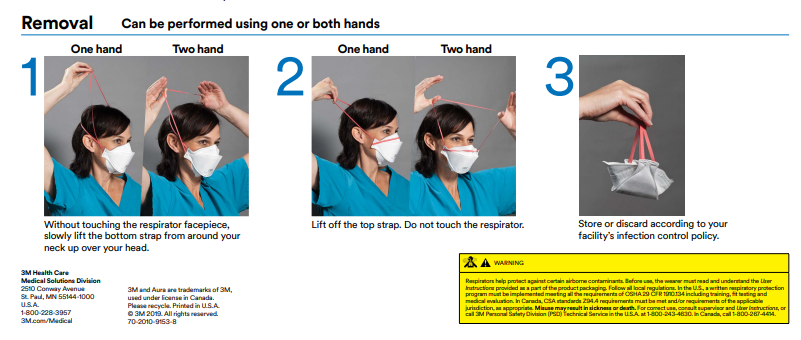 Removal Can be performed using one or both hands
One hand Two hand
One hand Two hand
1
2
3
Without touching the respirator facepiece,
slowly lift the bottom strap from around your
neck up over your head.
Lift off the top strap. Do not touch the respirator.
Store or discard according to your
facility's infection control policy.
3M Health Care
Medical Solutions Division
2510 Conway Avenue
St. Paul, MN 55144-1000
U.S.A.
1-800-228-3957
3M.com/Medical
3M and Aura are trademarks of 3M,
used under license in Canada.
Please recycle. Printed in U.S.A.
© 3M 2019. All rights reserved.
70-2010-9153-8
WARNING
Respirators help protect against certain airborne contaminants. Before use, the wearer must read and understand the User
Instructions provided as a part of the product packaging. Follow all local regulations. In the U.S., a written respiratory protection
program must be implemented meeting all the requirements of OSHA 29 CFR 1910.134 including training, fit testing and
medical evaluation. In Canada, CSA standards Z94.4 requirements must be met and/or requirements of the applicable
jurisdiction, as appropriate. Misuse may result in sickness or death. For correct use, consult supervisor and User Instructions, or
call 3M Personal Safety Division (PSD) Technical Service in the U.S.A. at 1-800-243-4630. In Canada, call 1-800-267-4414.